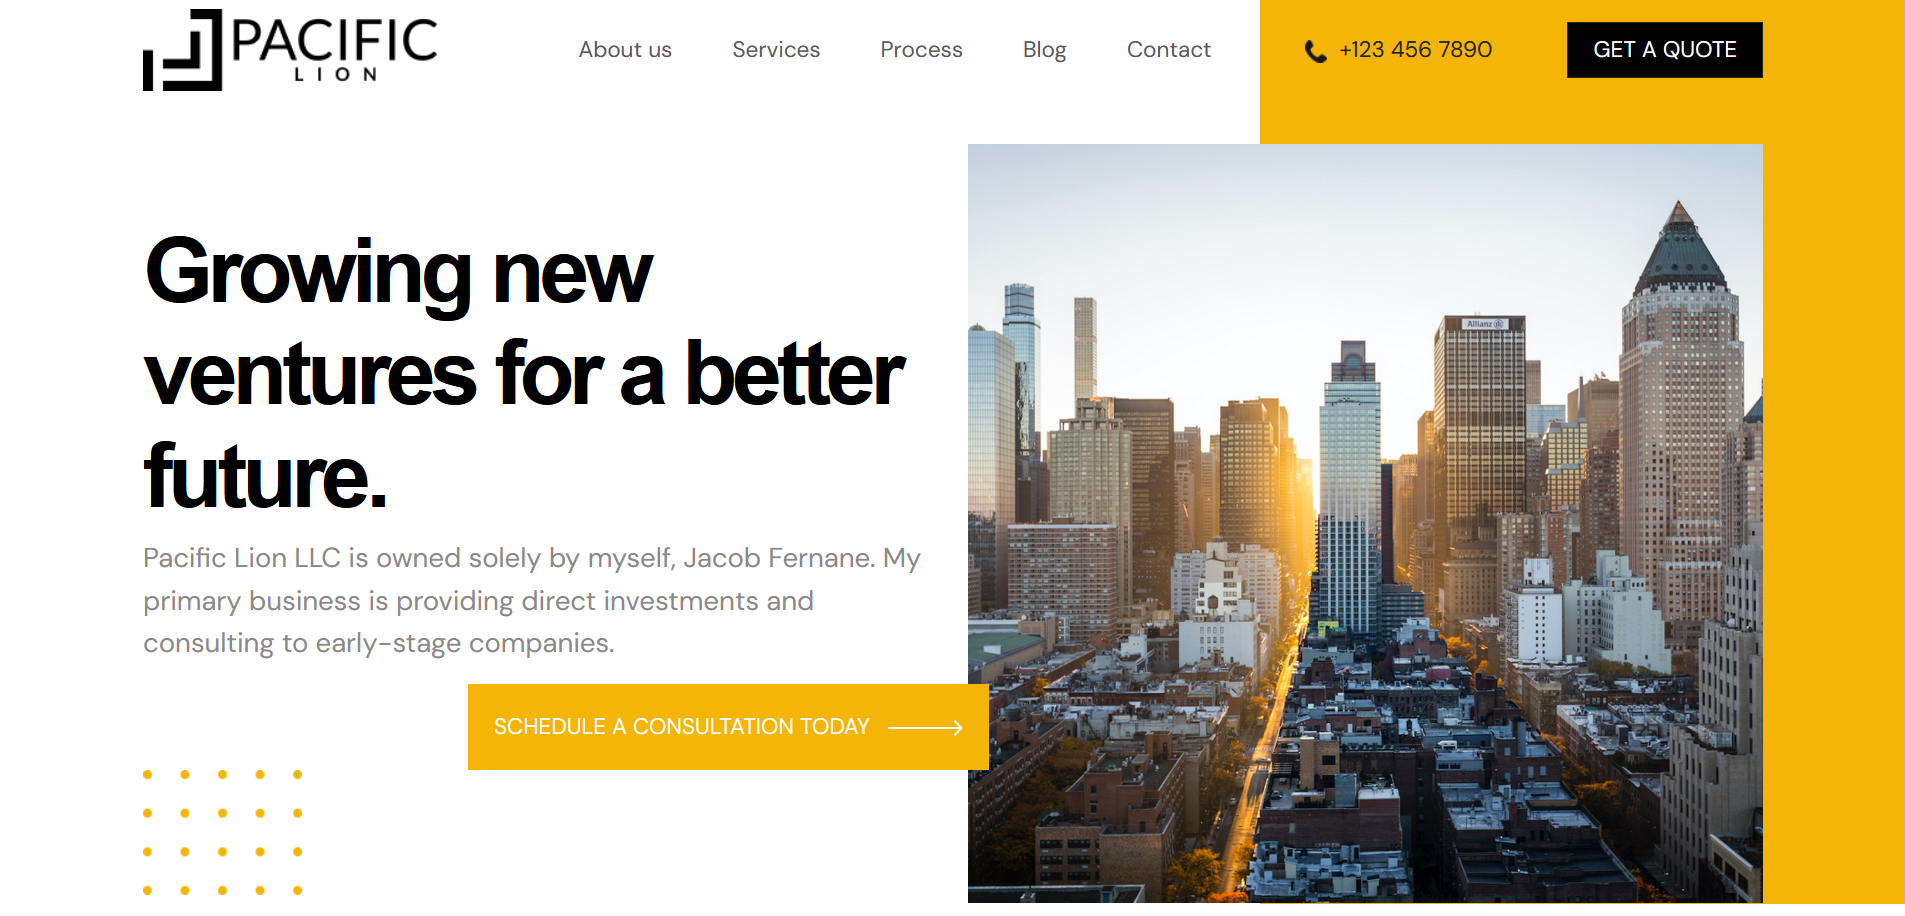 PACIFIC
LION
About us
Services
Process
Blog
Contact
+123 456 7890
GET A QUOTE
Growing new
ventures for a better
future.
Pacific Lion LLC is owned solely by myself, Jacob Fernane. My
primary business is providing direct investments and
consulting to early-stage companies.
SCHEDULE A CONSULTATION TODAY
Allianz